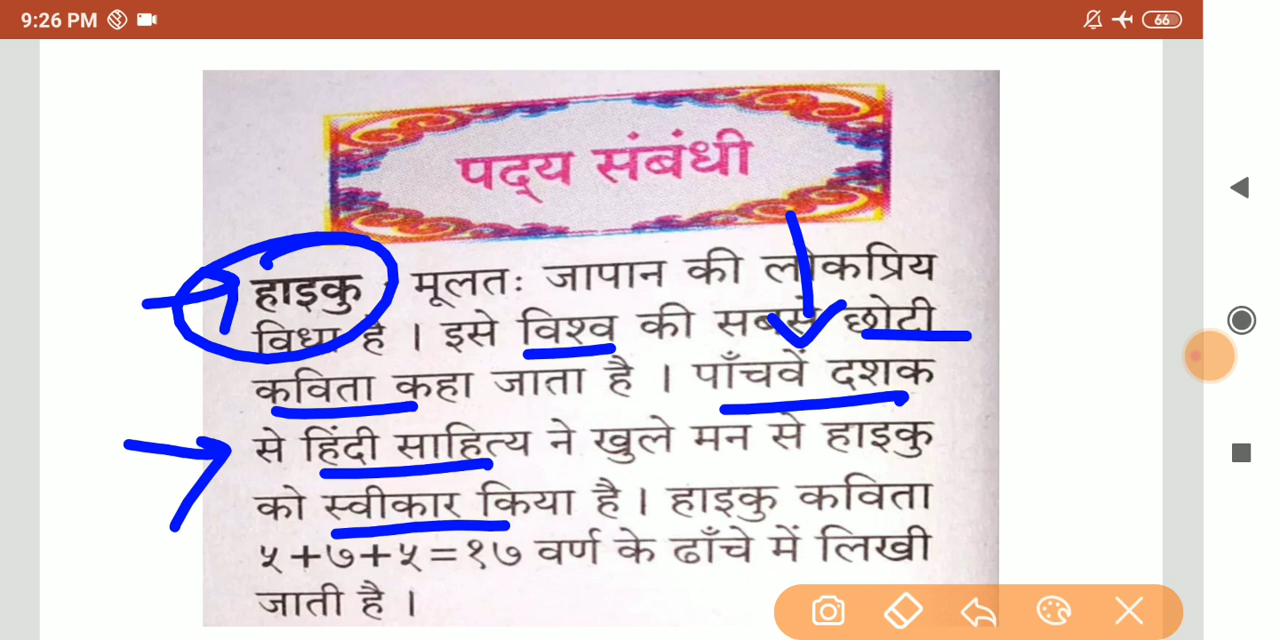 9:26 PM
66
पद्य संबंधी
हाइकु : मूलतः जापान की लोकप्रिय
विधा है । इसे विश्व की सबसे छोटी
कविता कहा जाता है । पाँचवें दशक
से हिंदी साहित्य ने खुले मन से हाइकु
को स्वीकार किया है । हाइकु कविता
५+७+५=१७ वर्ण के ढाँचे में लिखी
जाती है ।